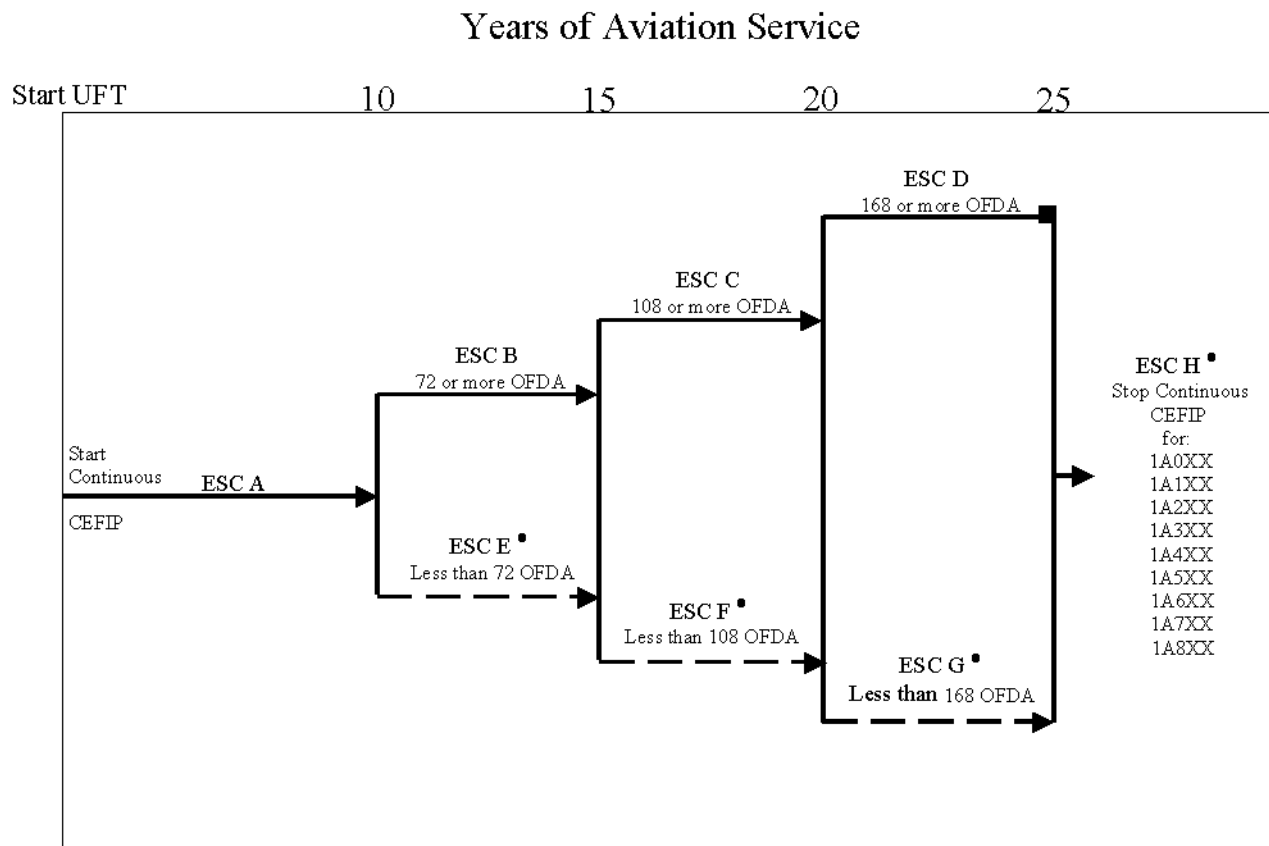 Years of Aviation Service
Start UFT
10
15
20
25
ESC D
168 or more OFDA
ESC C
108 or more OFDA
ESC B
72 or more OFDA
Start
Continuous
ESC A
CEFIP
ESC E •
Less than 72 OFDA
ESC F •
Less than 108 OFDA
ESC G •
Less than 168 OFDA
ESC H •
Stop Continuous
CEFIP
for:
1A0XX
1A1XX
1A2XX
1A3XX
1A4XX
1A5XX
1A6XX
1A7XX
1A8XX